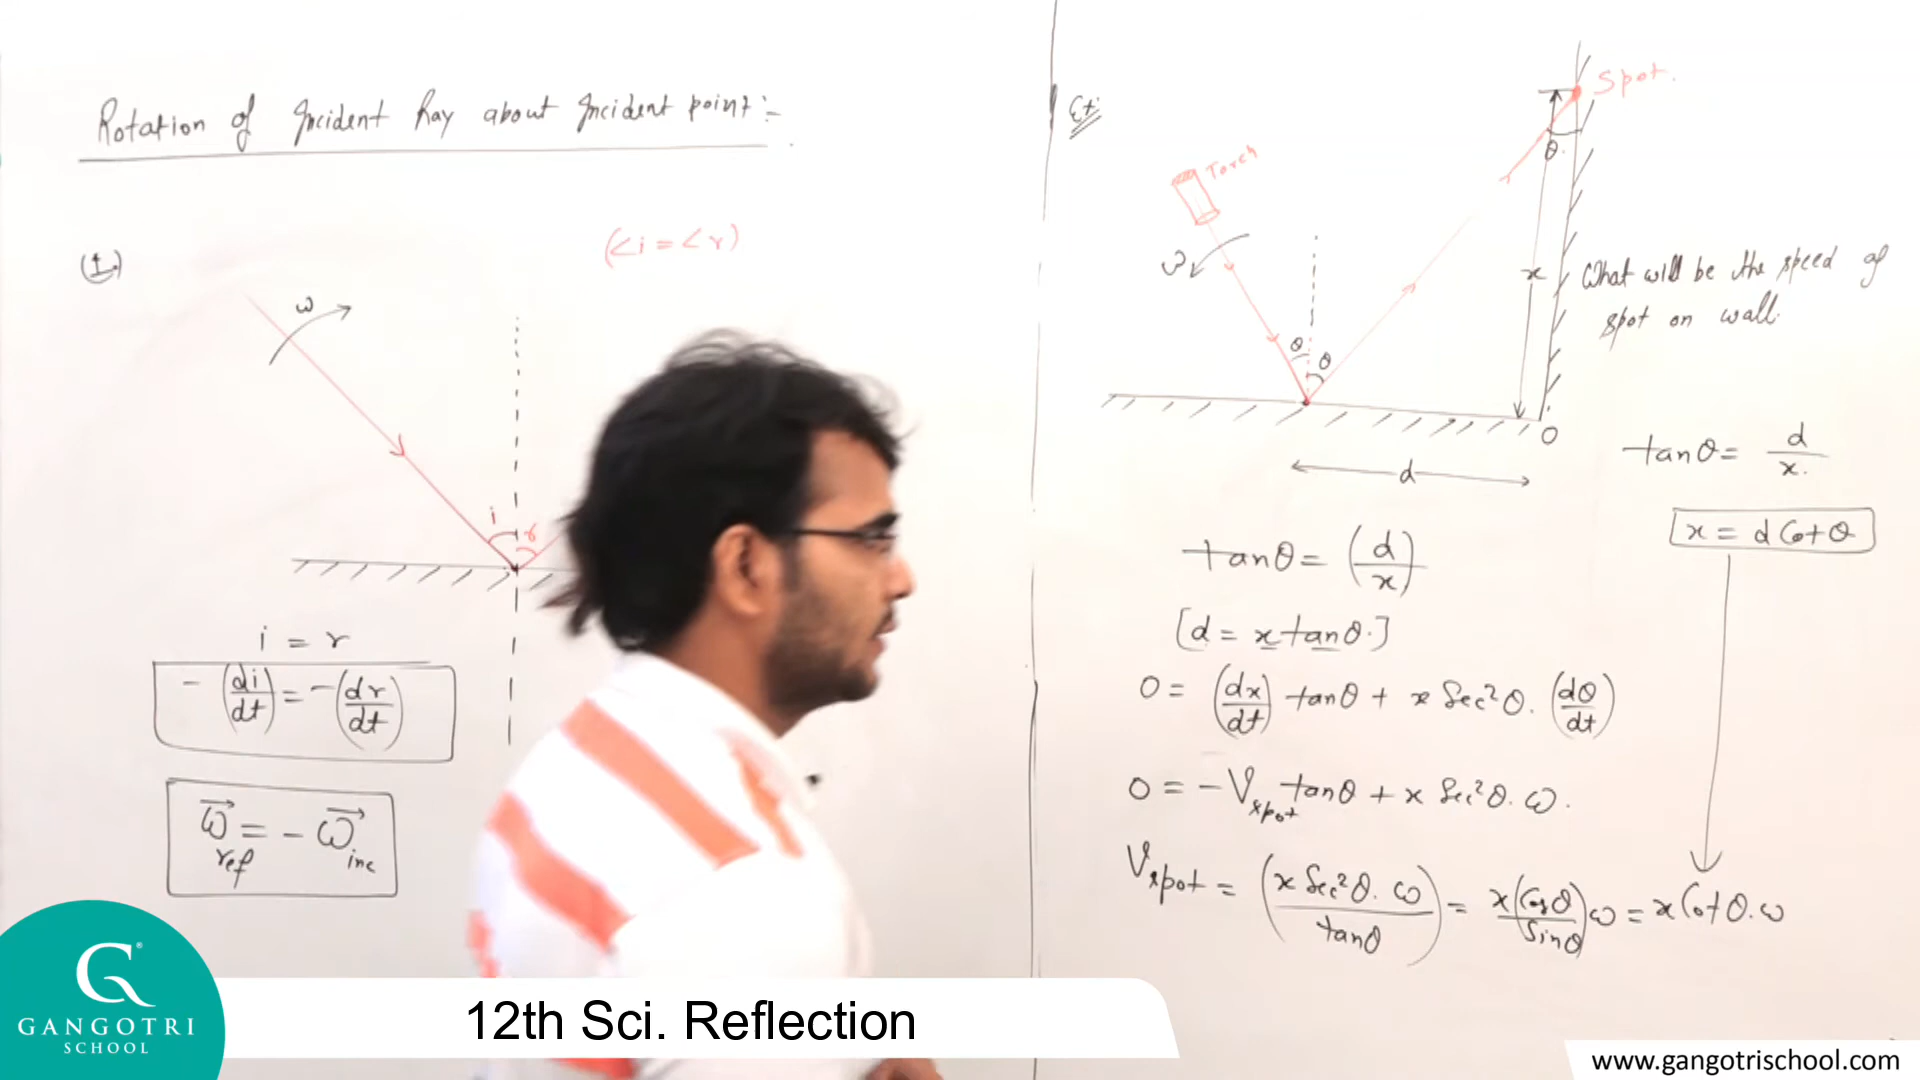 Rotation of Incident Ray about Incident point :-
(1.)
(∠i = ∠r)
ω
i
r
i = r
- (di/dt) = - (dr/dt)
ω⃗ref = - ω⃗inc
Ex:
Torch
Spot.
ω
θ
θ
θ
x
What will be the speed of
spot on wall.
O
d
tanθ = d/x.
x = d Cotθ
tanθ = (d/x)
[d = x tanθ.]
0 = (dx/dt) tanθ + x Sec²θ. (dθ/dt)
0 = - Vspot tanθ + x Sec²θ. ω.
Vspot = (x Sec²θ. ω / tanθ) = x (Cosθ/Sinθ) ω = x Cotθ. ω
GANGOTRI
SCHOOL
12th Sci. Reflection
www.gangotrischool.com